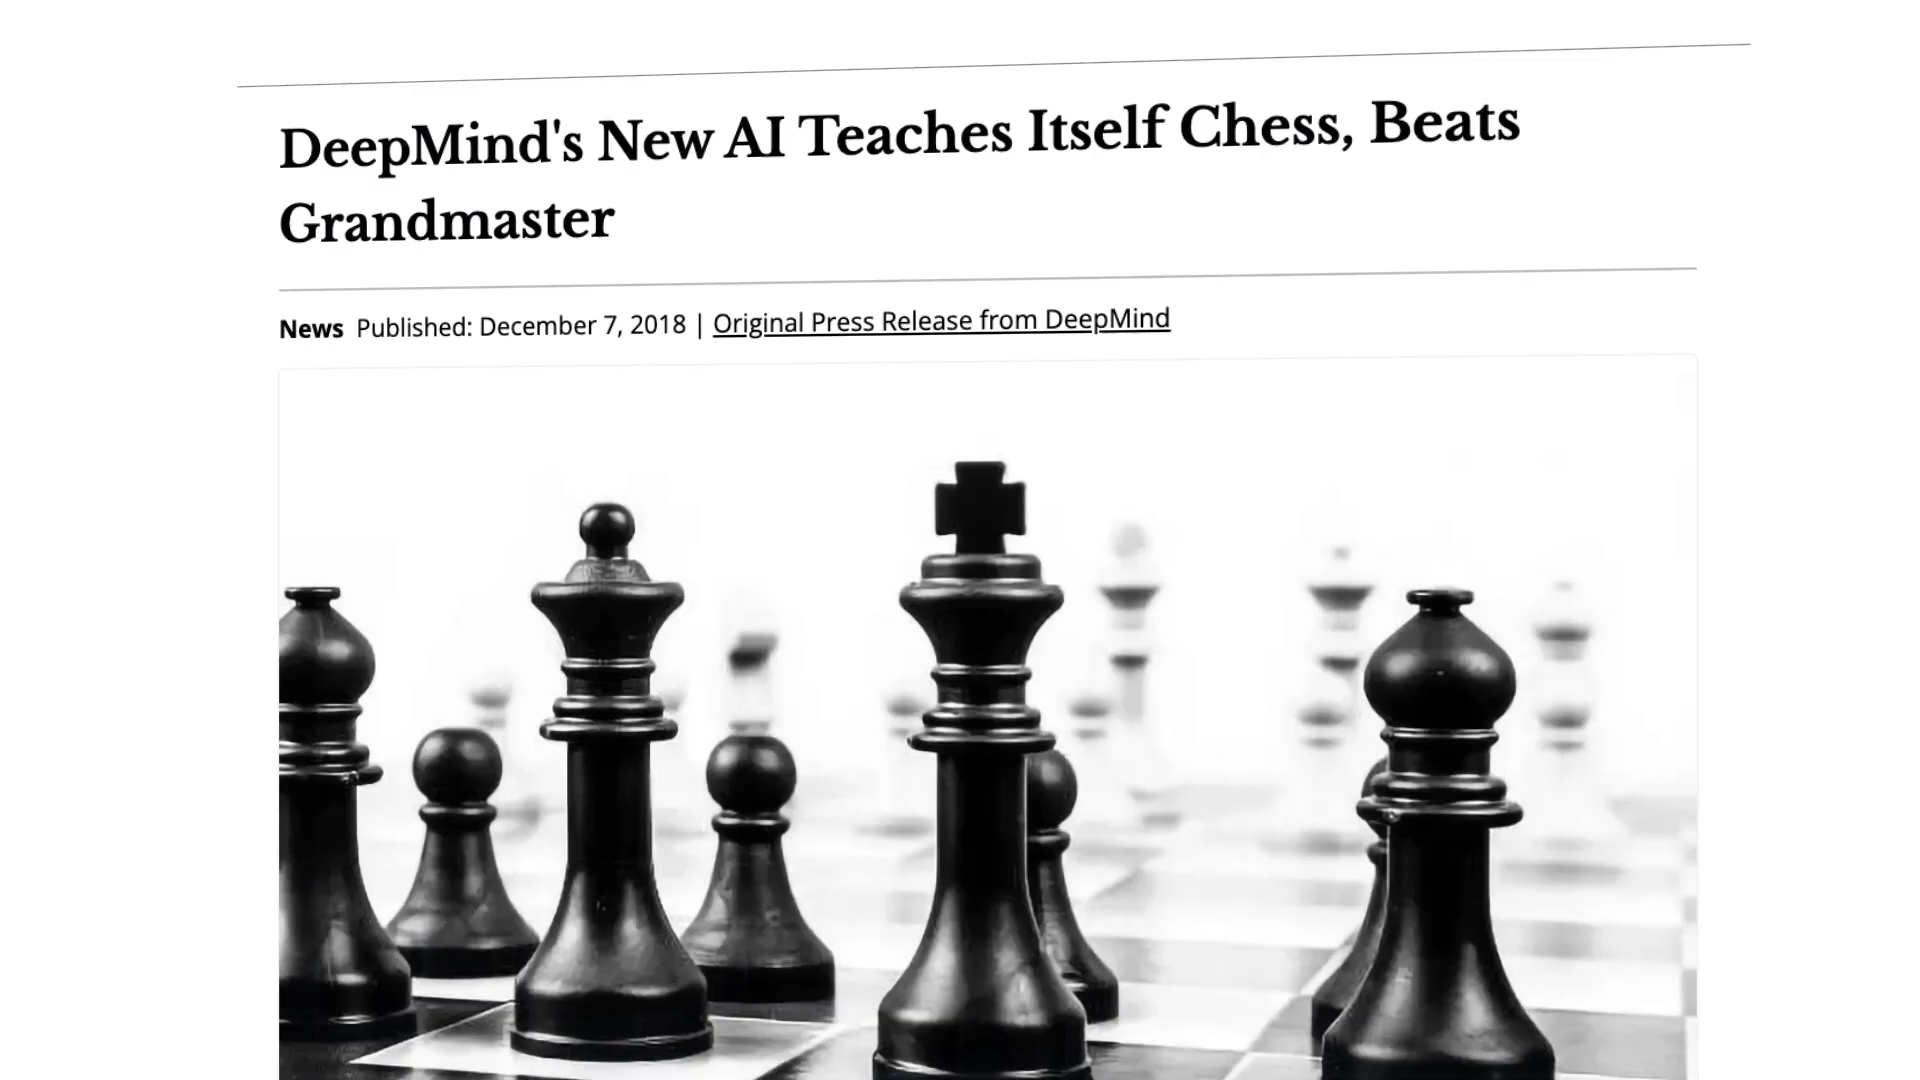 DeepMind's New AI Teaches Itself Chess, Beats
Grandmaster
News Published: December 7, 2018 | Original Press Release from DeepMind